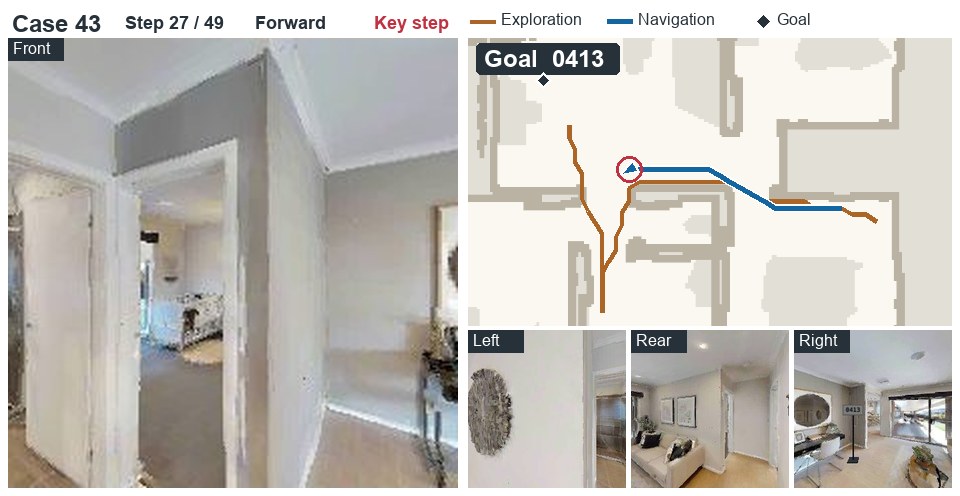 Case 43 Step 27 / 49 Forward Key step
Exploration Navigation Goal
Front
Goal 0413
Left
Rear
Right
0413